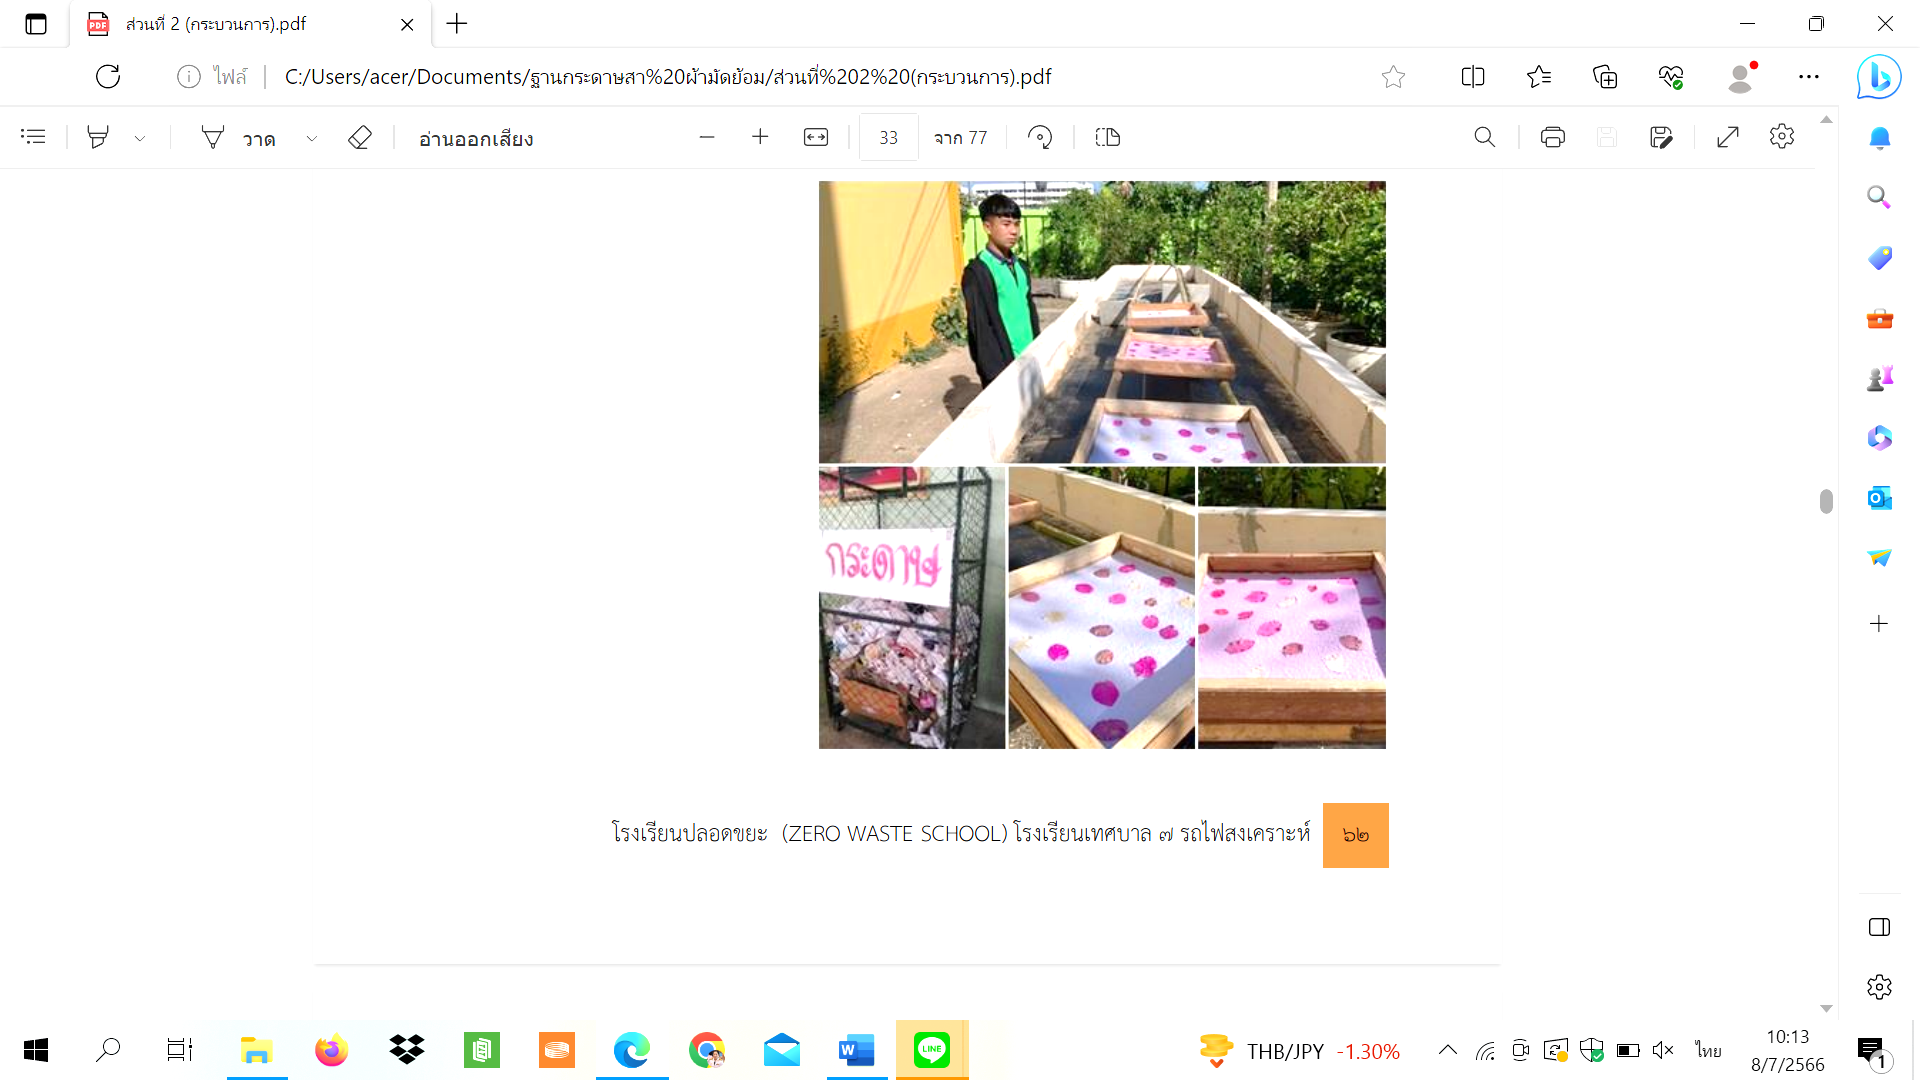 ส่วนที่ 2 (กระบวนการ).pdf
ไฟล์ C:/Users/acer/Documents/ฐานกระดาษสา%20ผ้ามัดย้อม/ส่วนที่%202%20(กระบวนการ).pdf
วาด อ่านออกเสียง 33 จาก 77
กระดาษ
โรงเรียนปลอดขยะ (ZERO WASTE SCHOOL) โรงเรียนเทศบาล ๗ รถไฟสงเคราะห์ ๖๒
THB/JPY -1.30% ไทย 10:13
8/7/2566
1